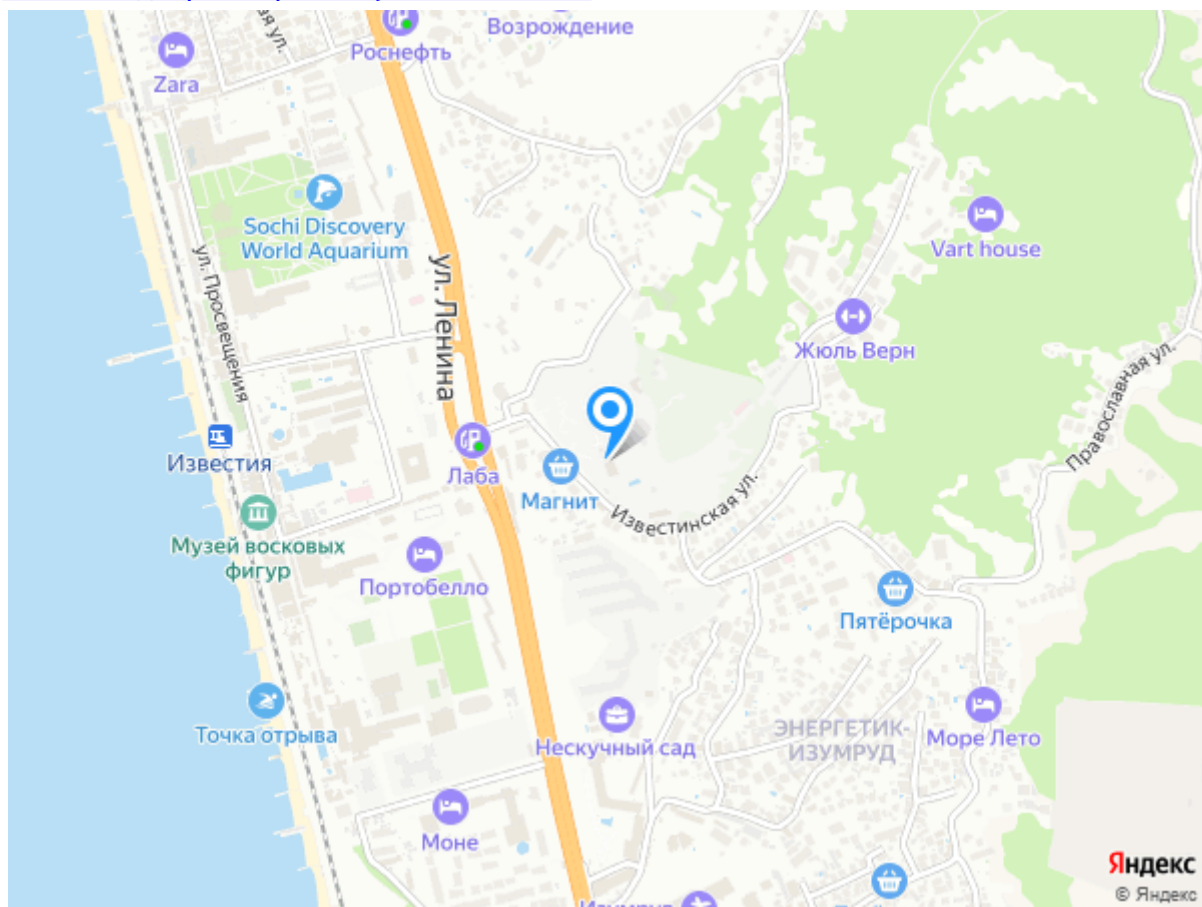 Возрождение
ая ул.
Роснефть
Zara
Sochi Discovery
World Aquarium
Vart house
ул. Просвещения
ул. Ленина
Жюль Верн
Православная ул.
Известия
Лаба
Магнит
Известинская ул.
Музей восковых
фигур
Портобелло
Пятёрочка
Точка отрыва
Нескучный сад
ЭНЕРГЕТИК-
ИЗУМРУД
Море Лето
Моне
Яндекс
© Яндекс